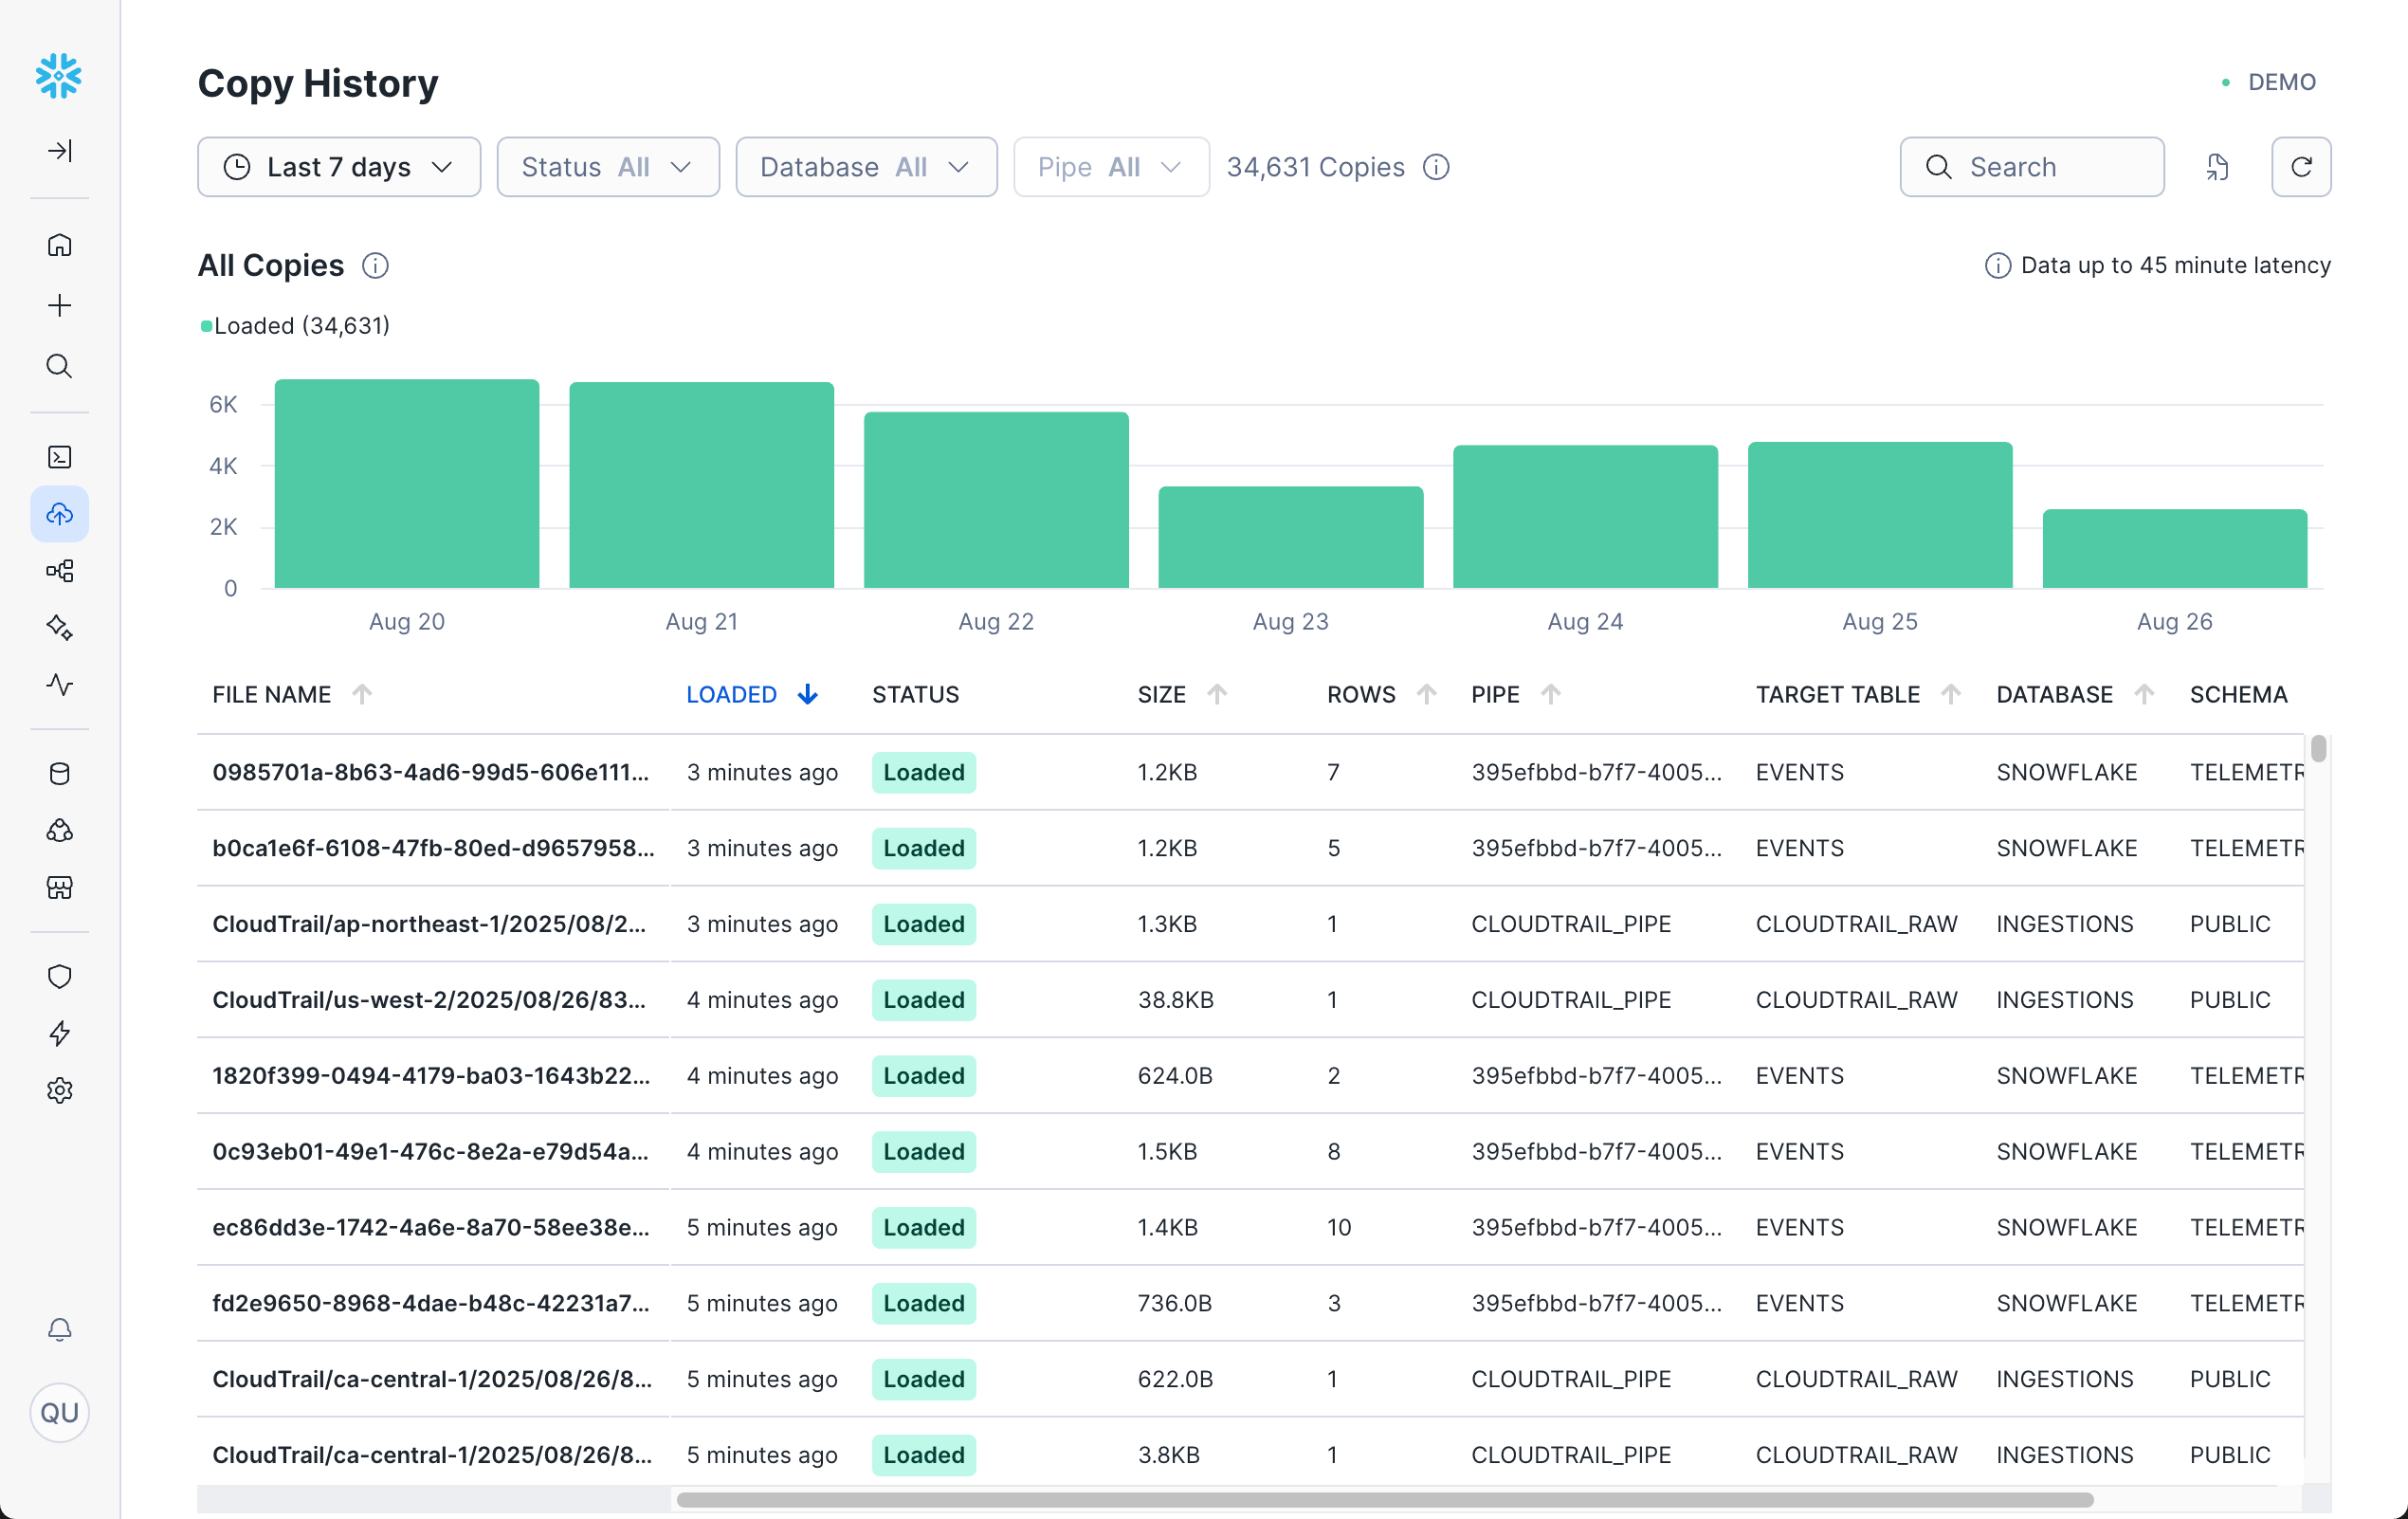 Copy History
DEMO
Last 7 days
Status All
Database All
Pipe All
34,631 Copies
Search
All Copies
Data up to 45 minute latency
Loaded (34,631)
6K
4K
2K
0
Aug 20
Aug 21
Aug 22
Aug 23
Aug 24
Aug 25
Aug 26
FILE NAME LOADED STATUS SIZE ROWS PIPE TARGET TABLE DATABASE SCHEMA
0985701a-8b63-4ad6-99d5-606e111... 3 minutes ago Loaded 1.2KB 7 395efbbd-b7f7-4005... EVENTS SNOWFLAKE TELEMETR
b0ca1e6f-6108-47fb-80ed-d9657958... 3 minutes ago Loaded 1.2KB 5 395efbbd-b7f7-4005... EVENTS SNOWFLAKE TELEMETR
CloudTrail/ap-northeast-1/2025/08/2... 3 minutes ago Loaded 1.3KB 1 CLOUDTRAIL_PIPE CLOUDTRAIL_RAW INGESTIONS PUBLIC
CloudTrail/us-west-2/2025/08/26/83... 4 minutes ago Loaded 38.8KB 1 CLOUDTRAIL_PIPE CLOUDTRAIL_RAW INGESTIONS PUBLIC
1820f399-0494-4179-ba03-1643b22... 4 minutes ago Loaded 624.0B 2 395efbbd-b7f7-4005... EVENTS SNOWFLAKE TELEMETR
0c93eb01-49e1-476c-8e2a-e79d54a... 4 minutes ago Loaded 1.5KB 8 395efbbd-b7f7-4005... EVENTS SNOWFLAKE TELEMETR
ec86dd3e-1742-4a6e-8a70-58ee38e... 5 minutes ago Loaded 1.4KB 10 395efbbd-b7f7-4005... EVENTS SNOWFLAKE TELEMETR
fd2e9650-8968-4dae-b48c-42231a7... 5 minutes ago Loaded 736.0B 3 395efbbd-b7f7-4005... EVENTS SNOWFLAKE TELEMETR
CloudTrail/ca-central-1/2025/08/26/8... 5 minutes ago Loaded 622.0B 1 CLOUDTRAIL_PIPE CLOUDTRAIL_RAW INGESTIONS PUBLIC
CloudTrail/ca-central-1/2025/08/26/8... 5 minutes ago Loaded 3.8KB 1 CLOUDTRAIL_PIPE CLOUDTRAIL_RAW INGESTIONS PUBLIC
QU